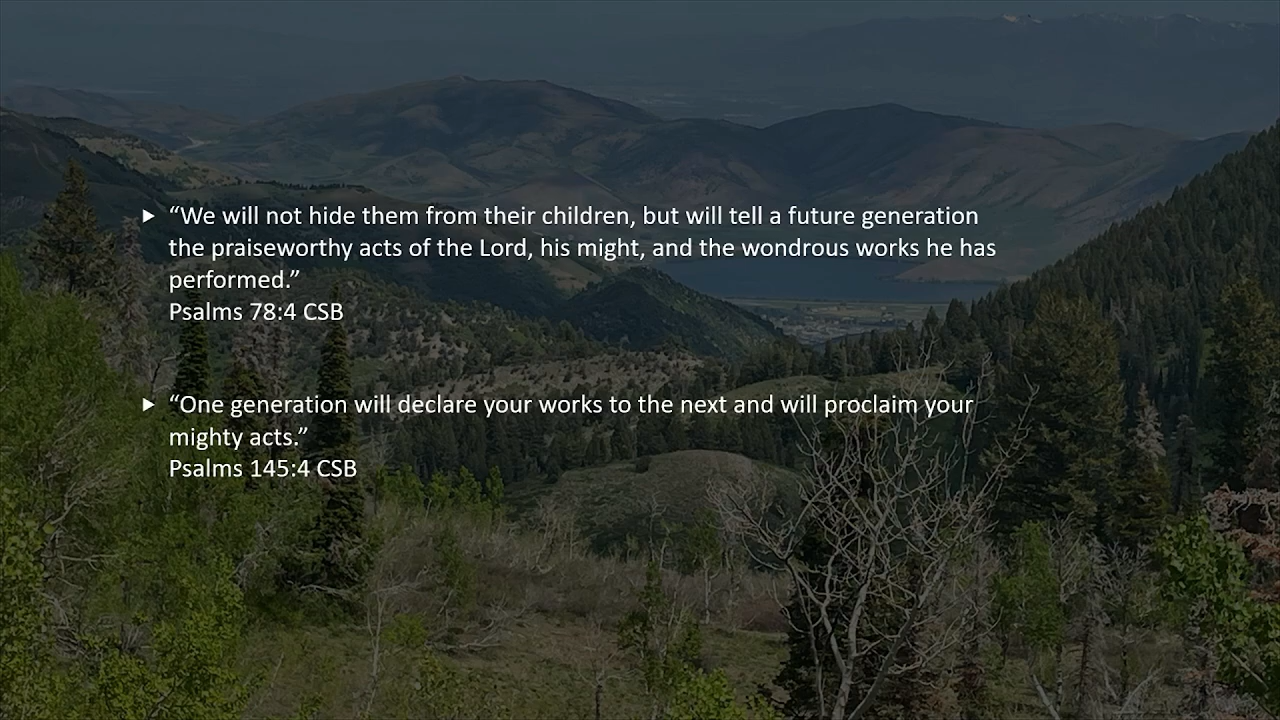 “We will not hide them from their children, but will tell a future generation
the praiseworthy acts of the Lord, his might, and the wondrous works he has
performed.”
Psalms 78:4 CSB
“One generation will declare your works to the next and will proclaim your
mighty acts.”
Psalms 145:4 CSB